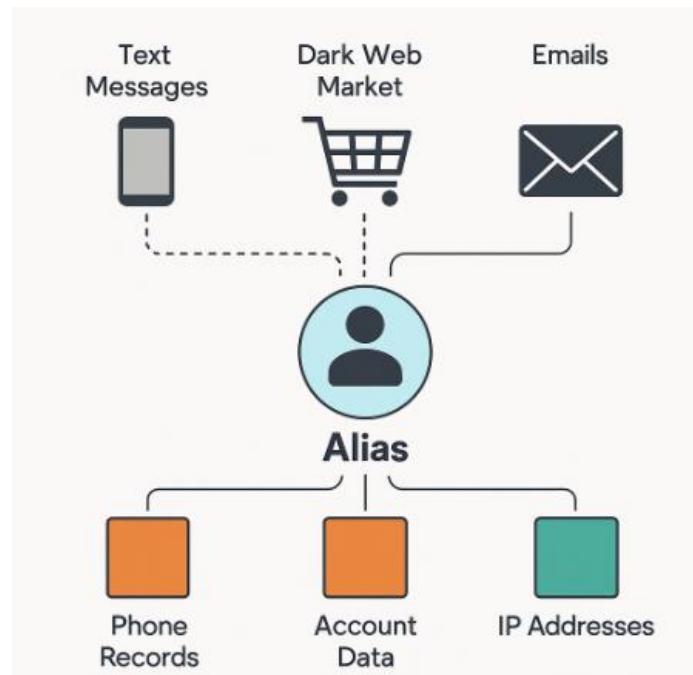 Text
Messages
Dark Web
Market
Emails
Alias
Phone
Records
Account
Data
IP Addresses